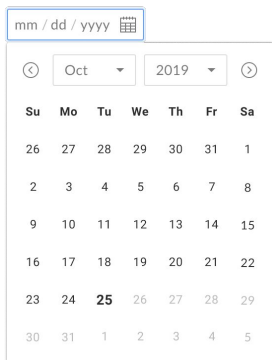 mm / dd / yyyy
Oct 2019
Su Mo Tu We Th Fr Sa
26 27 28 29 30 31 1
2 3 4 5 6 7 8
9 10 11 12 13 14 15
16 17 18 19 20 21 22
23 24 25 26 27 28 29
30 31 1 2 3 4 5